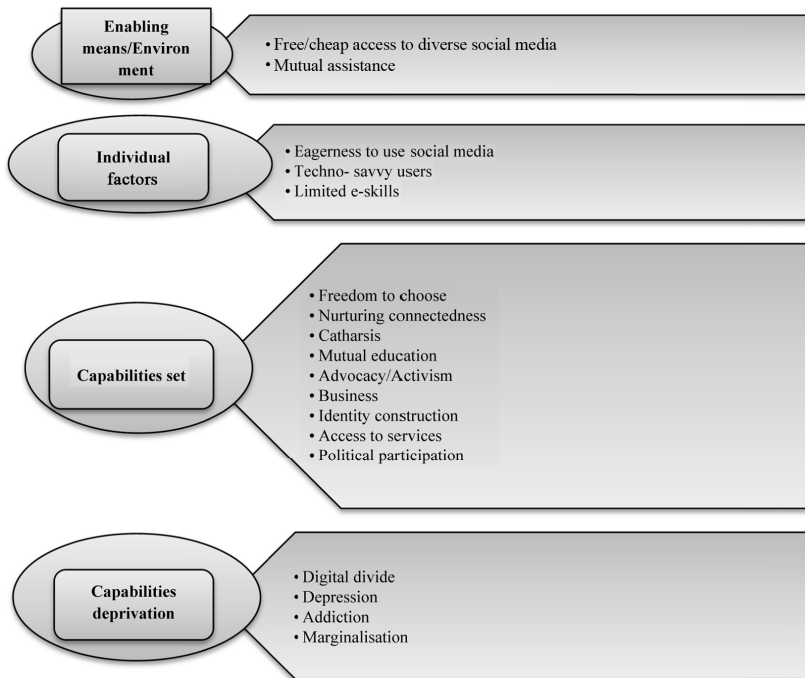 Enabling
means/Environ
ment
• Free/cheap access to diverse social media
• Mutual assistance
Individual
factors
• Eagerness to use social media
• Techno- savvy users
• Limited e-skills
Capabilities set
• Freedom to choose
• Nurturing connectedness
• Catharsis
• Mutual education
• Advocacy/Activism
• Business
• Identity construction
• Access to services
• Political participation
Capabilities
deprivation
• Digital divide
• Depression
• Addiction
• Marginalisation